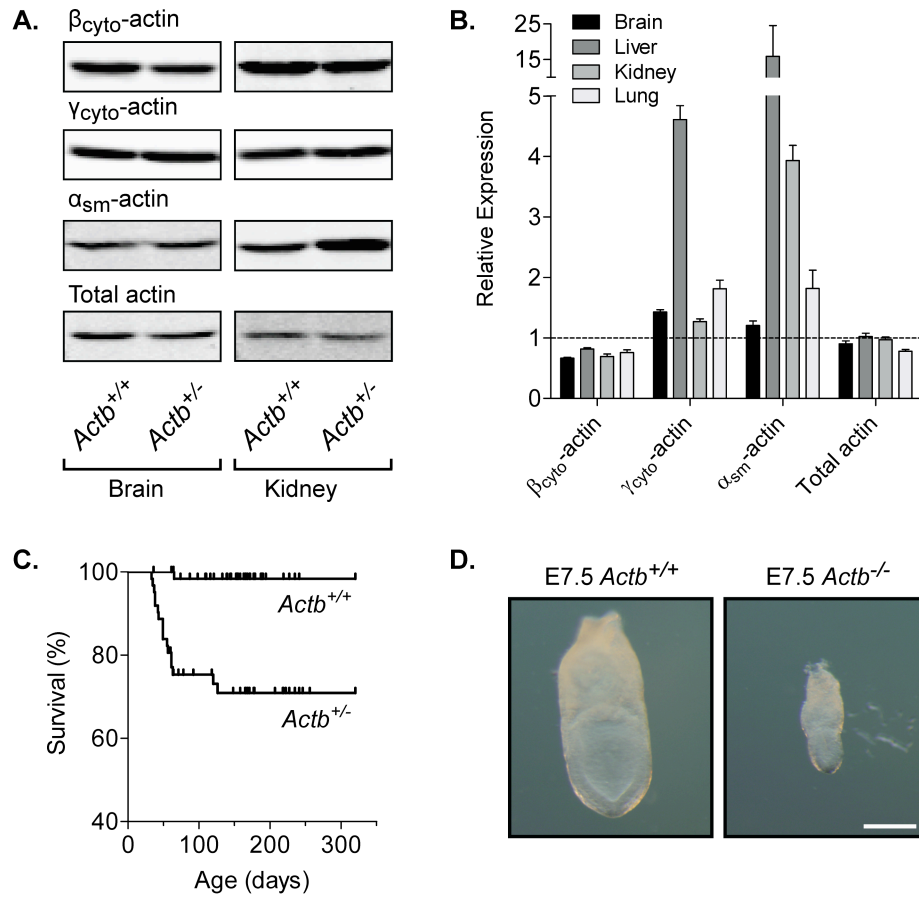 A.
βcyto-actin
γcyto-actin
αsm-actin
Total actin
Actb+/+
Actb+/-
Actb+/+
Actb+/-
Brain
Kidney
B.
Brain
Liver
Kidney
Lung
Relative Expression
25
15
5
4
3
2
1
0
βcyto-actin
γcyto-actin
αsm-actin
Total actin
C.
Survival (%)
100
80
60
40
Actb+/+
Actb+/-
0
100
200
300
Age (days)
D.
E7.5 Actb+/+
E7.5 Actb-/-